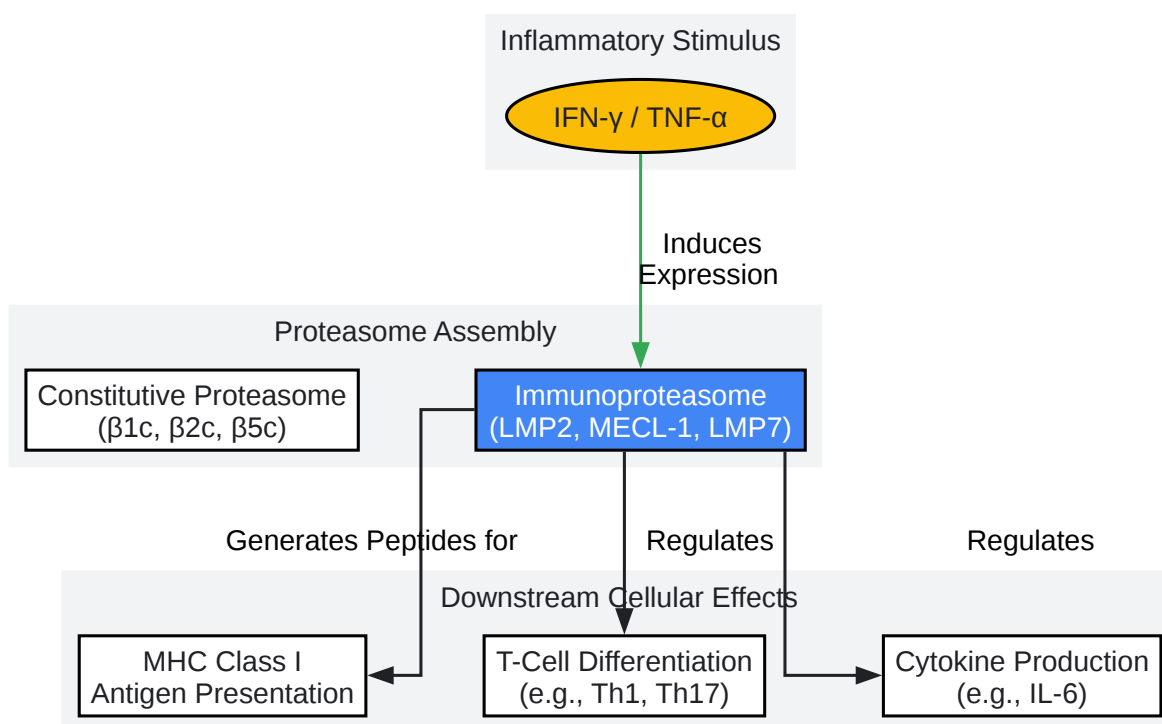 Inflammatory Stimulus
IFN-γ / TNF-α
Induces
Expression
Proteasome Assembly
Constitutive Proteasome
(β1c, β2c, β5c)
Immunoproteasome
(LMP2, MECL-1, LMP7)
Generates Peptides for
Regulates
Regulates
Downstream Cellular Effects
MHC Class I
Antigen Presentation
T-Cell Differentiation
(e.g., Th1, Th17)
Cytokine Production
(e.g., IL-6)